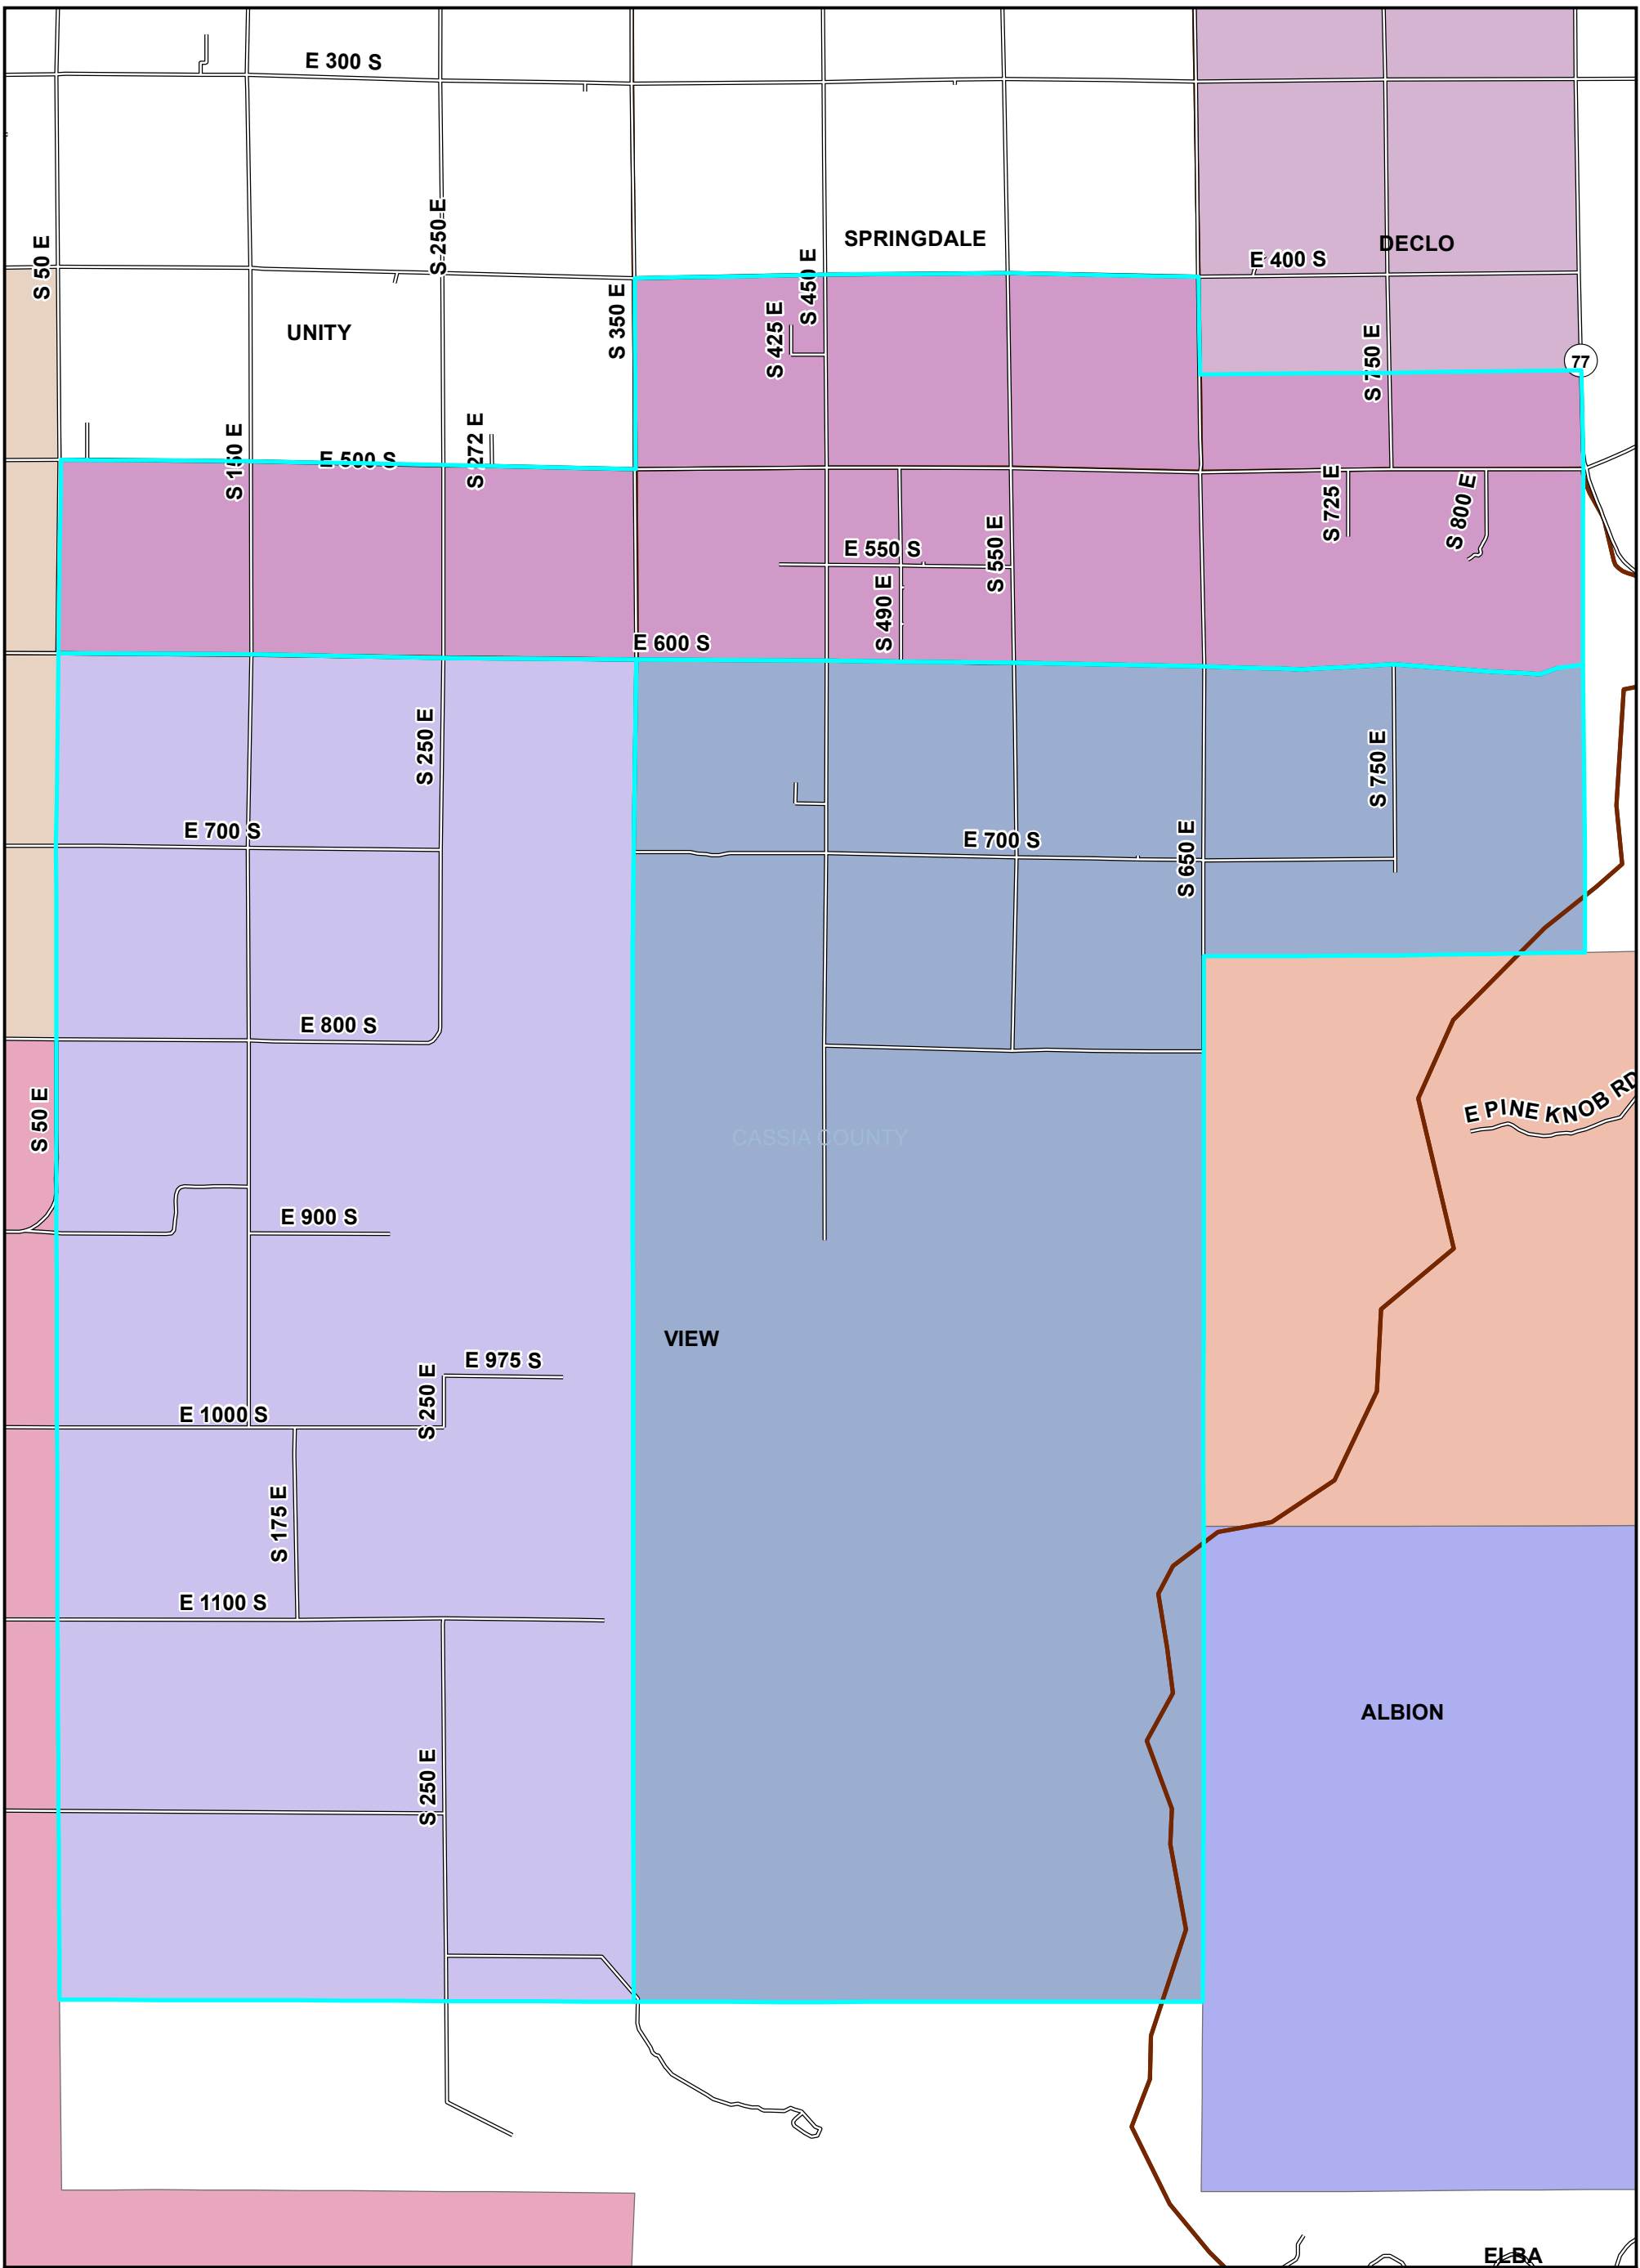 E 300 S
S 50 E
S 250 E
SPRINGDALE
DECLO
E 400 S
S 450 E
S 350 E
S 425 E
UNITY
S 750 E
77
S 150 E
E 500 S
S 272 E
S 725 E
S 800 E
E 550 S
S 550 E
S 490 E
E 600 S
S 250 E
S 750 E
E 700 S
E 700 S
S 650 E
E 800 S
S 50 E
E PINE KNOB RD
CASSIA COUNTY
E 900 S
VIEW
E 975 S
S 250 E
E 1000 S
S 175 E
E 1100 S
ALBION
S 250 E
ELBA